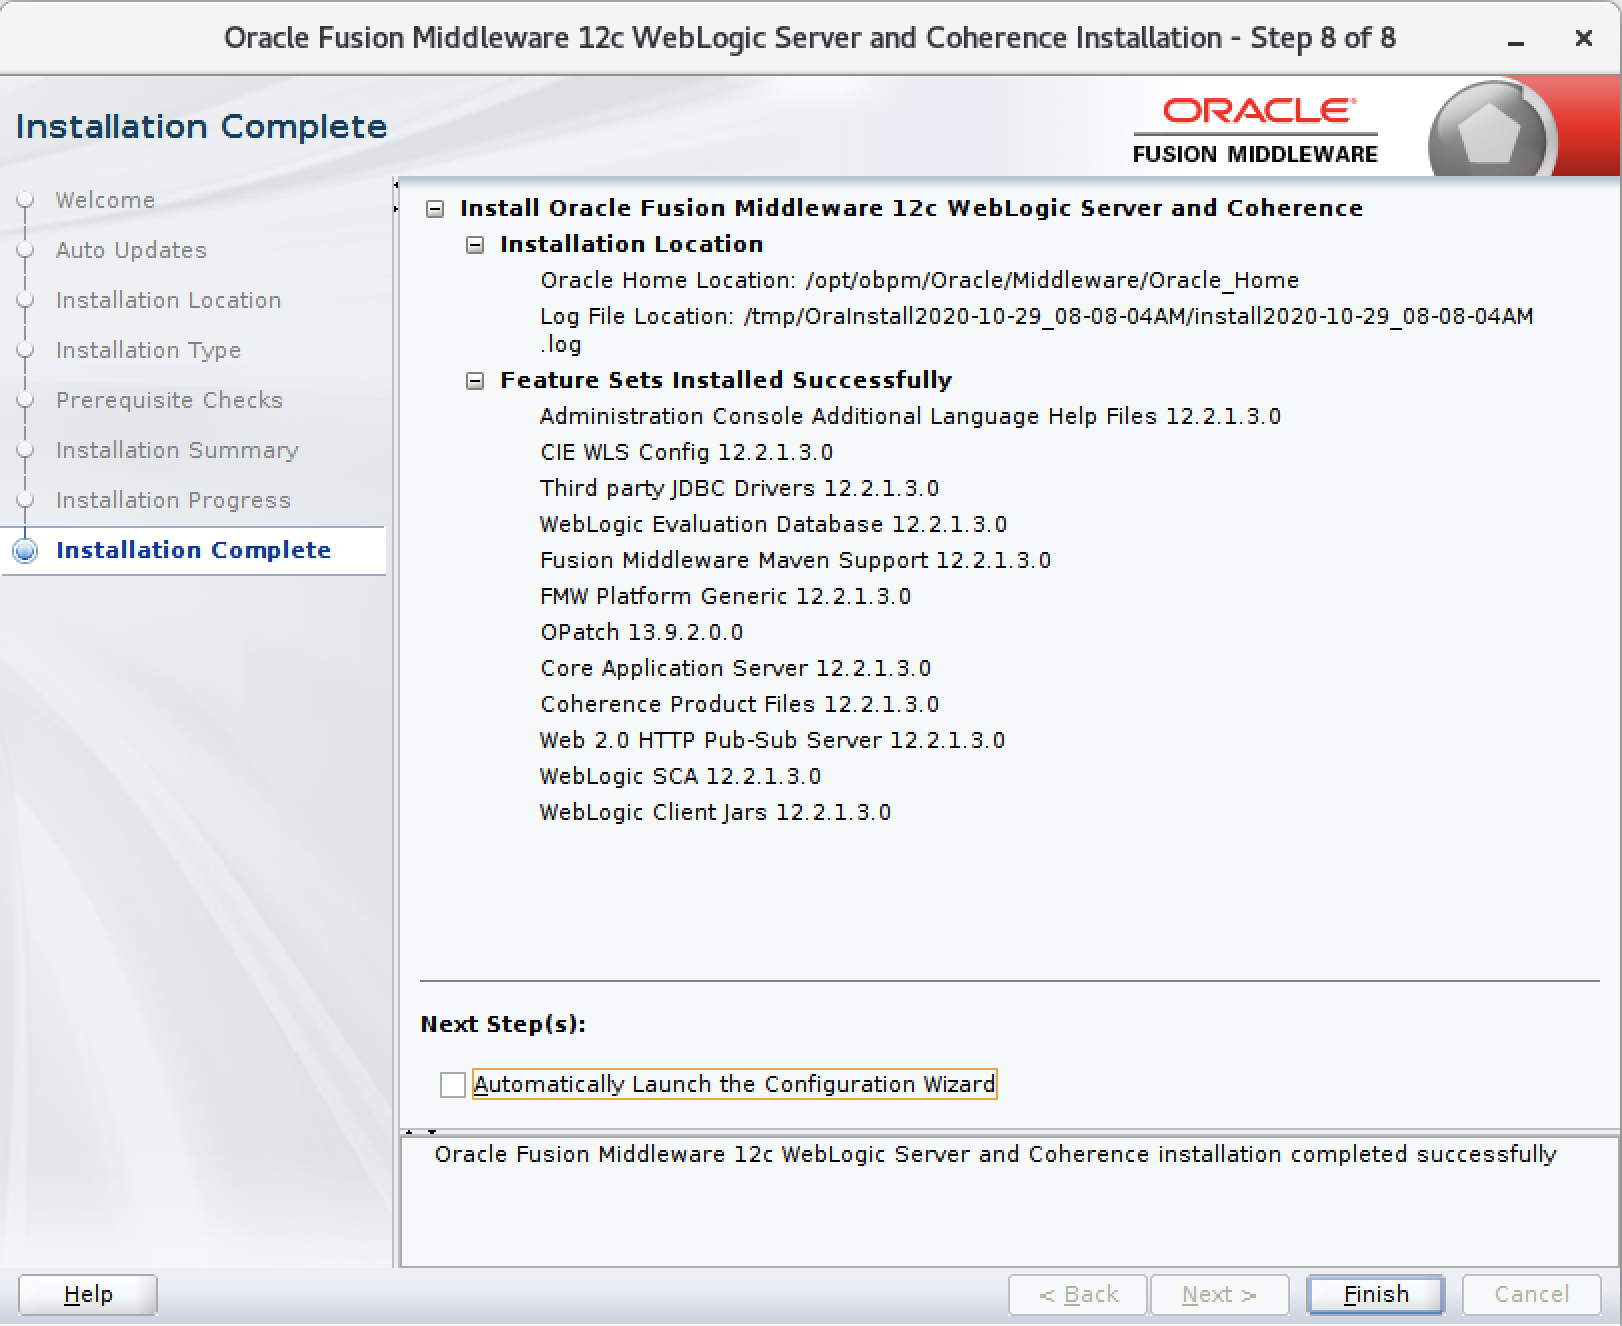 Oracle Fusion Middleware 12c WebLogic Server and Coherence Installation - Step 8 of 8
Installation Complete
ORACLE
FUSION MIDDLEWARE
Welcome
Auto Updates
Installation Location
Installation Type
Prerequisite Checks
Installation Summary
Installation Progress
Installation Complete
Install Oracle Fusion Middleware 12c WebLogic Server and Coherence
Installation Location
Oracle Home Location: /opt/obpm/Oracle/Middleware/Oracle_Home
Log File Location: /tmp/OraInstall2020-10-29_08-08-04AM/install2020-10-29_08-08-04AM
.log
Feature Sets Installed Successfully
Administration Console Additional Language Help Files 12.2.1.3.0
CIE WLS Config 12.2.1.3.0
Third party JDBC Drivers 12.2.1.3.0
WebLogic Evaluation Database 12.2.1.3.0
Fusion Middleware Maven Support 12.2.1.3.0
FMW Platform Generic 12.2.1.3.0
OPatch 13.9.2.0.0
Core Application Server 12.2.1.3.0
Coherence Product Files 12.2.1.3.0
Web 2.0 HTTP Pub-Sub Server 12.2.1.3.0
WebLogic SCA 12.2.1.3.0
WebLogic Client Jars 12.2.1.3.0
Next Step(s):
Automatically Launch the Configuration Wizard
Oracle Fusion Middleware 12c WebLogic Server and Coherence installation completed successfully
Help
< Back
Next >
Finish
Cancel